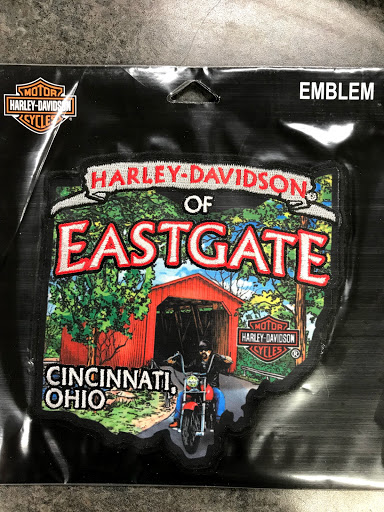 MOTOR
HARLEY-DAVIDSON
CYCLES
EMBLEM
HARLEY-DAVIDSON
OF
EASTGATE
MOTOR
HARLEY-DAVIDSON
CYCLES
®
CINCINNATI,
OHIO